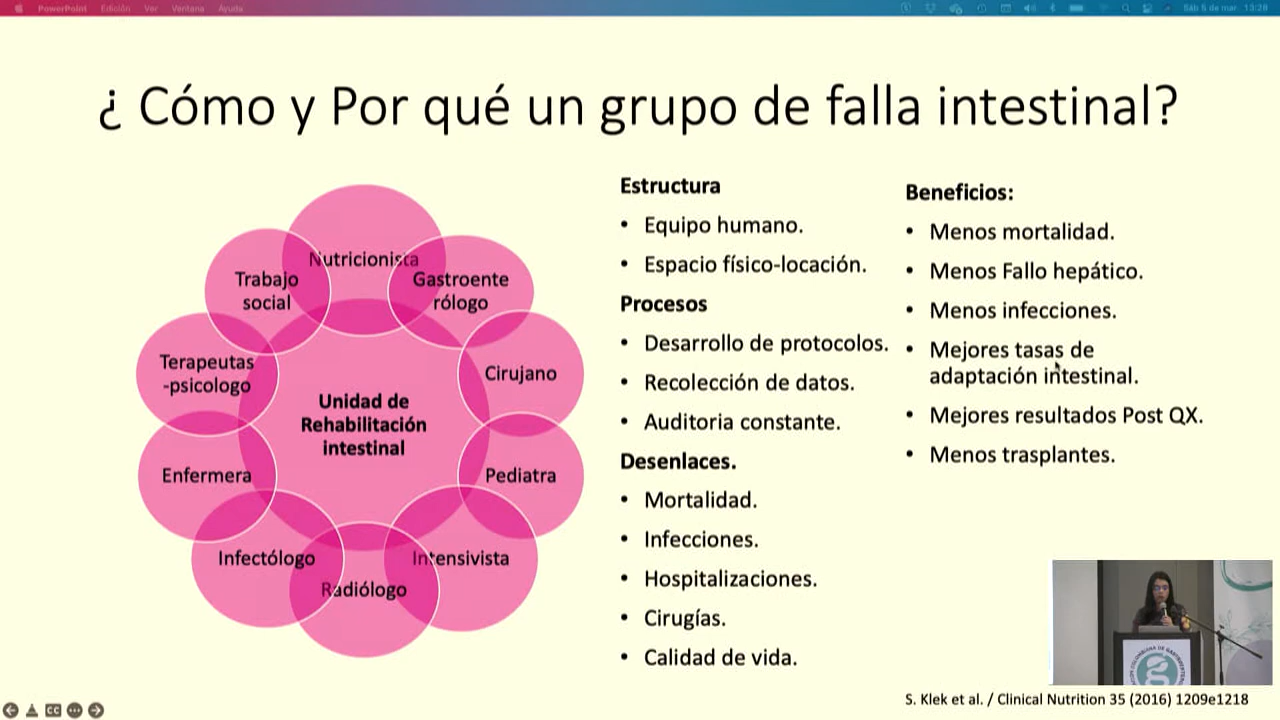 PowerPoint Edición Ver Ventana Ayuda
Sáb 5 de mar. 13:28
¿ Cómo y Por qué un grupo de falla intestinal?
Nutricionista
Gastroente
rólogo
Cirujano
Pediatra
Intensivista
Radiólogo
Infectólogo
Enfermera
Terapeutas
-psicologo
Trabajo
social
Unidad de
Rehabilitación
intestinal
Estructura
• Equipo humano.
• Espacio físico-locación.
Procesos
• Desarrollo de protocolos.
• Recolección de datos.
• Auditoria constante.
Desenlaces.
• Mortalidad.
• Infecciones.
• Hospitalizaciones.
• Cirugías.
• Calidad de vida.
Beneficios:
• Menos mortalidad.
• Menos Fallo hepático.
• Menos infecciones.
• Mejores tasas de
adaptación intestinal.
• Mejores resultados Post QX.
• Menos trasplantes.
COLOMBIANA DE
S. Klek et al. / Clinical Nutrition 35 (2016) 1209e1218
CC